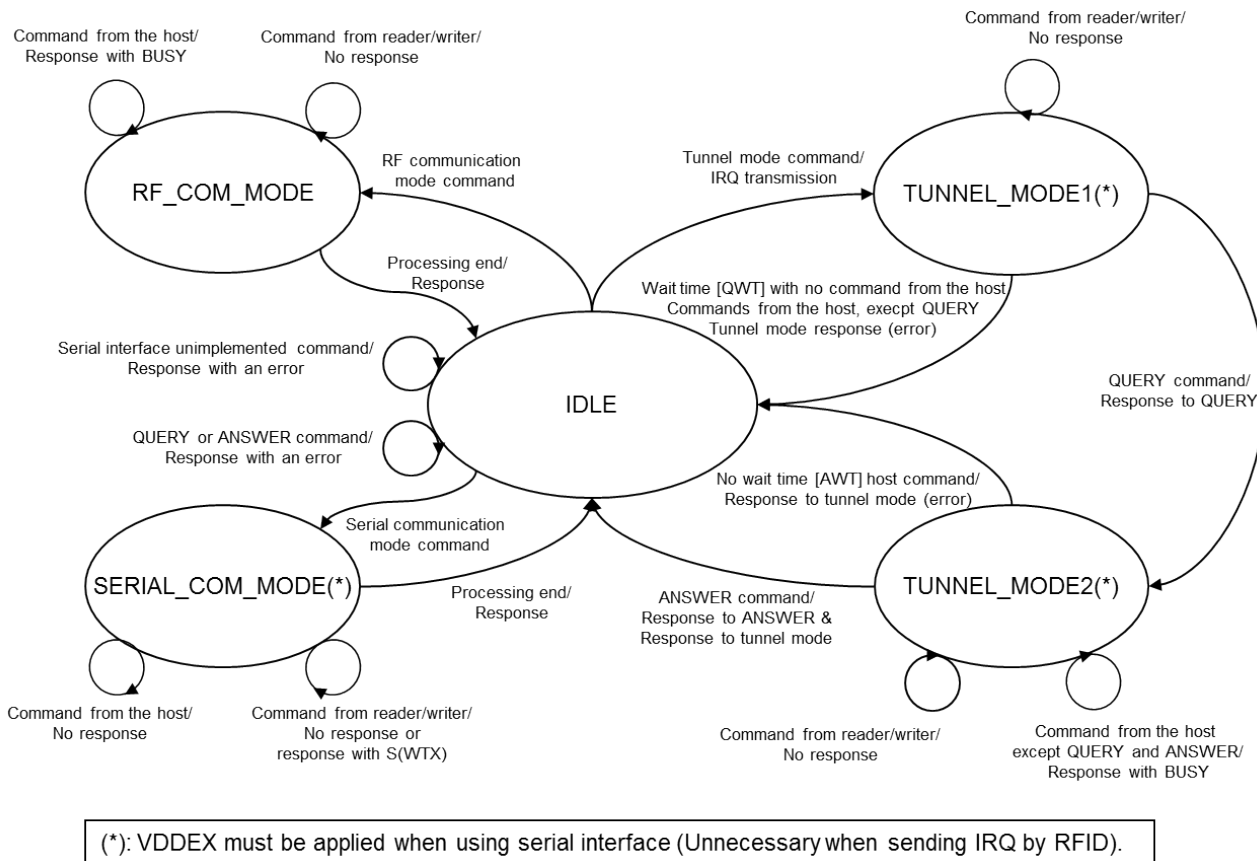 Command from the host/
Response with BUSY
Command from reader/writer/
No response
Command from reader/writer/
No response
RF communication
mode command
Tunnel mode command/
IRQ transmission
RF_COM_MODE
TUNNEL_MODE1(*)
Processing end/
Response
Wait time [QWT] with no command from the host
Commands from the host, execpt QUERY
Tunnel mode response (error)
Serial interface unimplemented command/
Response with an error
IDLE
QUERY command/
Response to QUERY
QUERY or ANSWER command/
Response with an error
No wait time [AWT] host command/
Response to tunnel mode (error)
Serial communication
mode command
SERIAL_COM_MODE(*)
Processing end/
Response
ANSWER command/
Response to ANSWER &
Response to tunnel mode
TUNNEL_MODE2(*)
Command from the host/
No response
Command from reader/writer/
No response or
response with S(WTX)
Command from reader/writer/
No response
Command from the host
except QUERY and ANSWER/
Response with BUSY
(*): VDDEX must be applied when using serial interface (Unnecessary when sending IRQ by RFID).